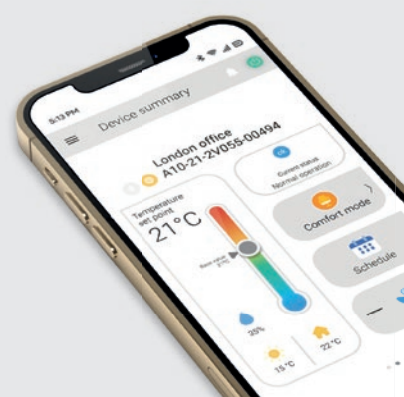 5:13 PM
Device summary
London office
A10-21-2V055-00494
Temperature
set point
21°C
35%
15 °C
22 °C
Current status
Normal operation
Comfort mode
Schedule